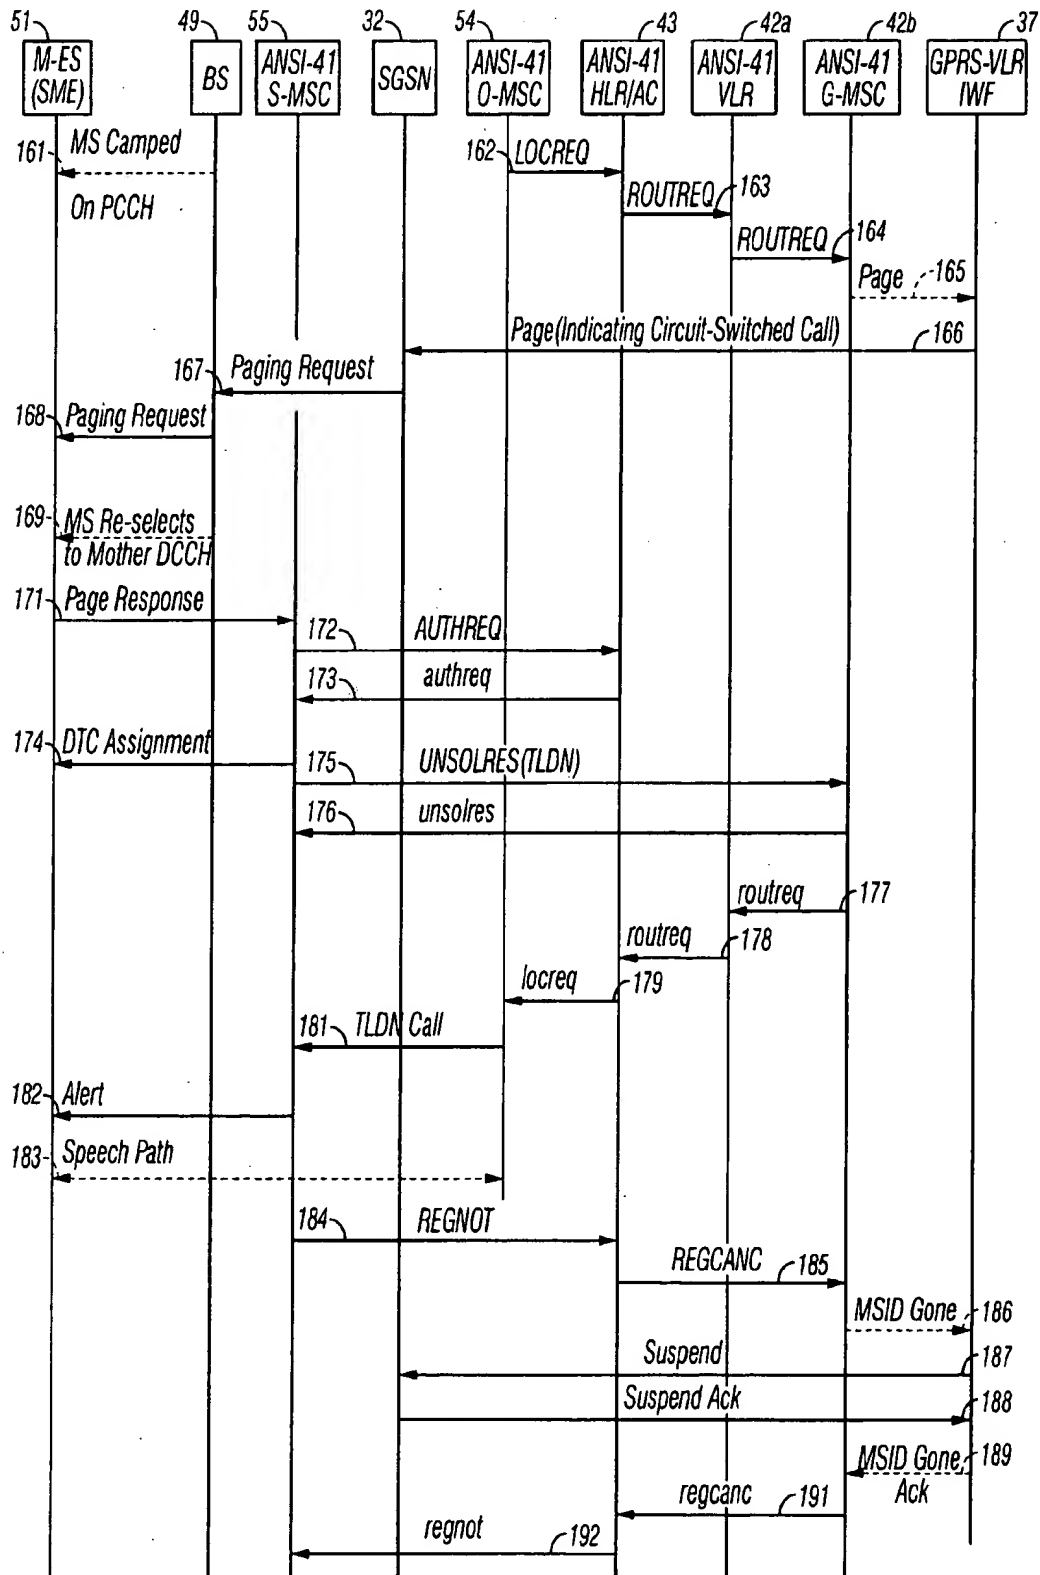 51 49 55 32 54 43 42a 42b 37
M-ES
(SME)
BS
ANSI-41
S-MSC
SGSN
ANSI-41
O-MSC
ANSI-41
HLR/AC
ANSI-41
VLR
ANSI-41
G-MSC
GPRS-VLR
IWF
161 MS Camped
On PCCH
162 LOCREQ
ROUTREQ 163
ROUTREQ 164
Page 165
Page(Indicating Circuit-Switched Call) 166
167 Paging Request
168 Paging Request
169 MS Re-selects
to Mother DCCH
171 Page Response
172 AUTHREQ
173 authreq
174 DTC Assignment
175 UNSOLRES(TLDN)
176 unsolres
routreq 177
routreq 178
locreq 179
181 TLDN Call
182 Alert
183 Speech Path
184 REGNOT
REGCANC 185
MSID Gone 186
Suspend 187
Suspend Ack 188
MSID Gone 189
Ack
regcanc 191
regnot 192